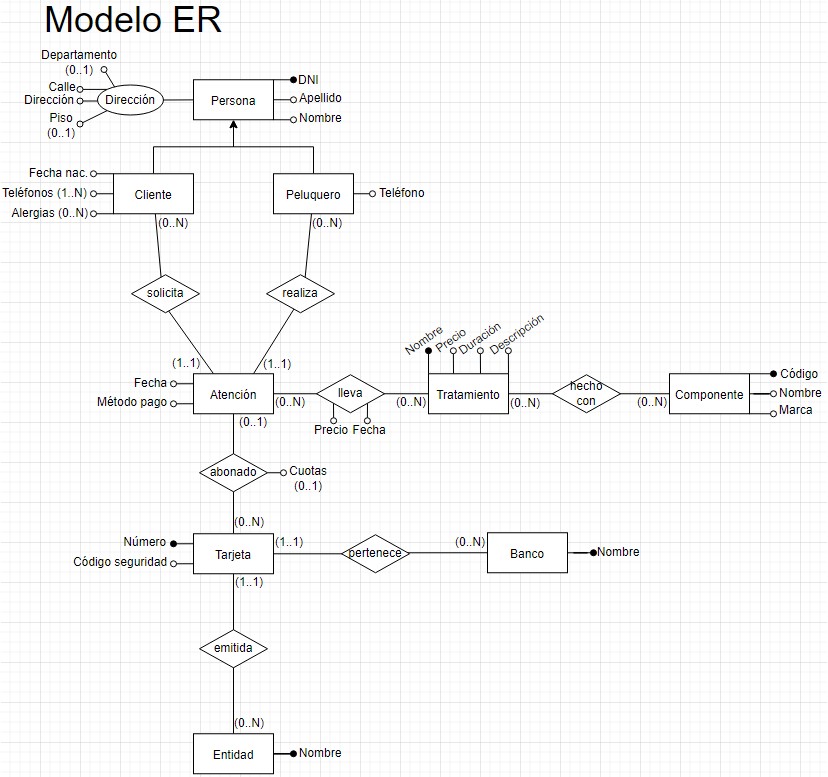 Modelo ER
Departamento
(0..1)
Calle
Dirección
Piso
(0..1)
Dirección
Persona
DNI
Apellido
Nombre
Fecha nac.
Teléfonos (1..N)
Alergias (0..N)
Cliente
(0..N)
Peluquero
(0..N)
Teléfono
solicita
realiza
(1..1)
(1..1)
Fecha
Método pago
Atención
(0..N)
(0..1)
lleva
Precio
Fecha
(0..N)
Nombre
Precio
Duración
Descripción
Tratamiento
(0..N)
hecho
con
(0..N)
Componente
Código
Nombre
Marca
abonado
Cuotas
(0..1)
(0..N)
Número
Código seguridad
Tarjeta
(1..1)
(1..1)
pertenece
(0..N)
Banco
Nombre
emitida
(0..N)
Entidad
Nombre